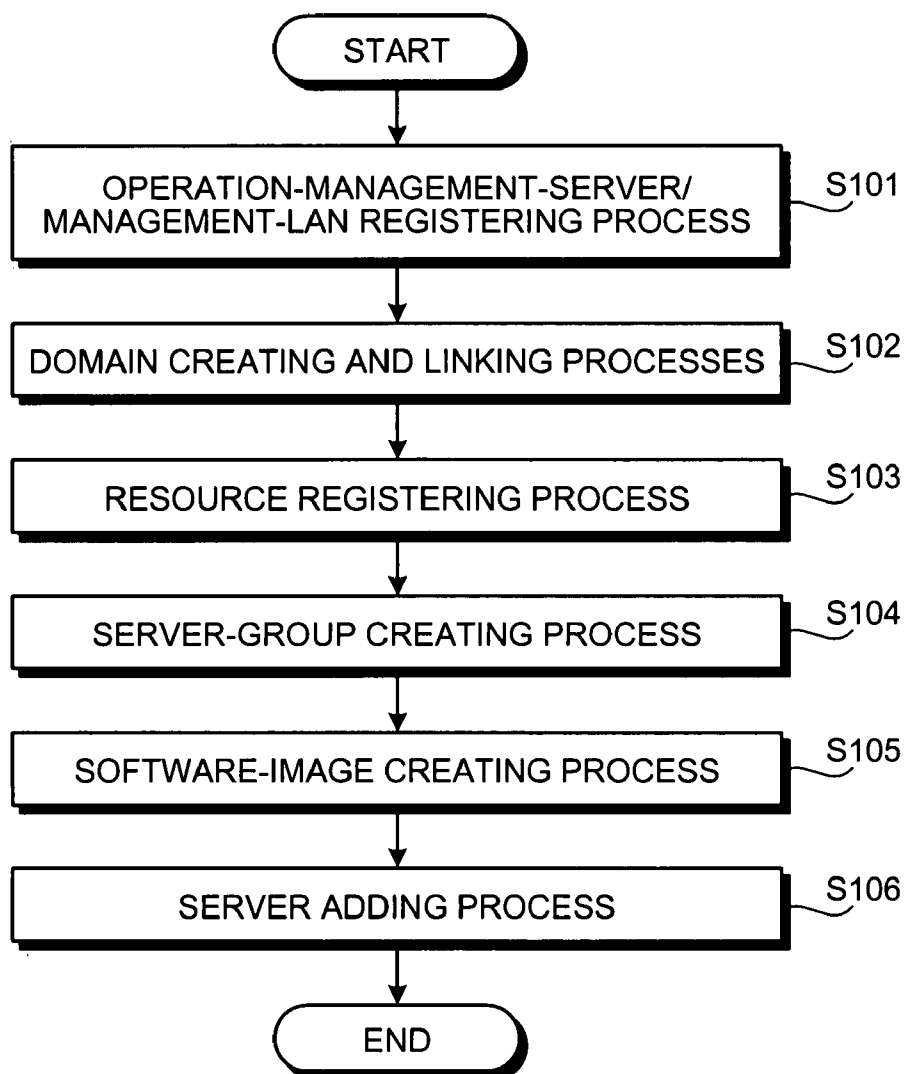 START
OPERATION-MANAGEMENT-SERVER/
MANAGEMENT-LAN REGISTERING PROCESS
S101
DOMAIN CREATING AND LINKING PROCESSES
S102
RESOURCE REGISTERING PROCESS
S103
SERVER-GROUP CREATING PROCESS
S104
SOFTWARE-IMAGE CREATING PROCESS
S105
SERVER ADDING PROCESS
S106
END